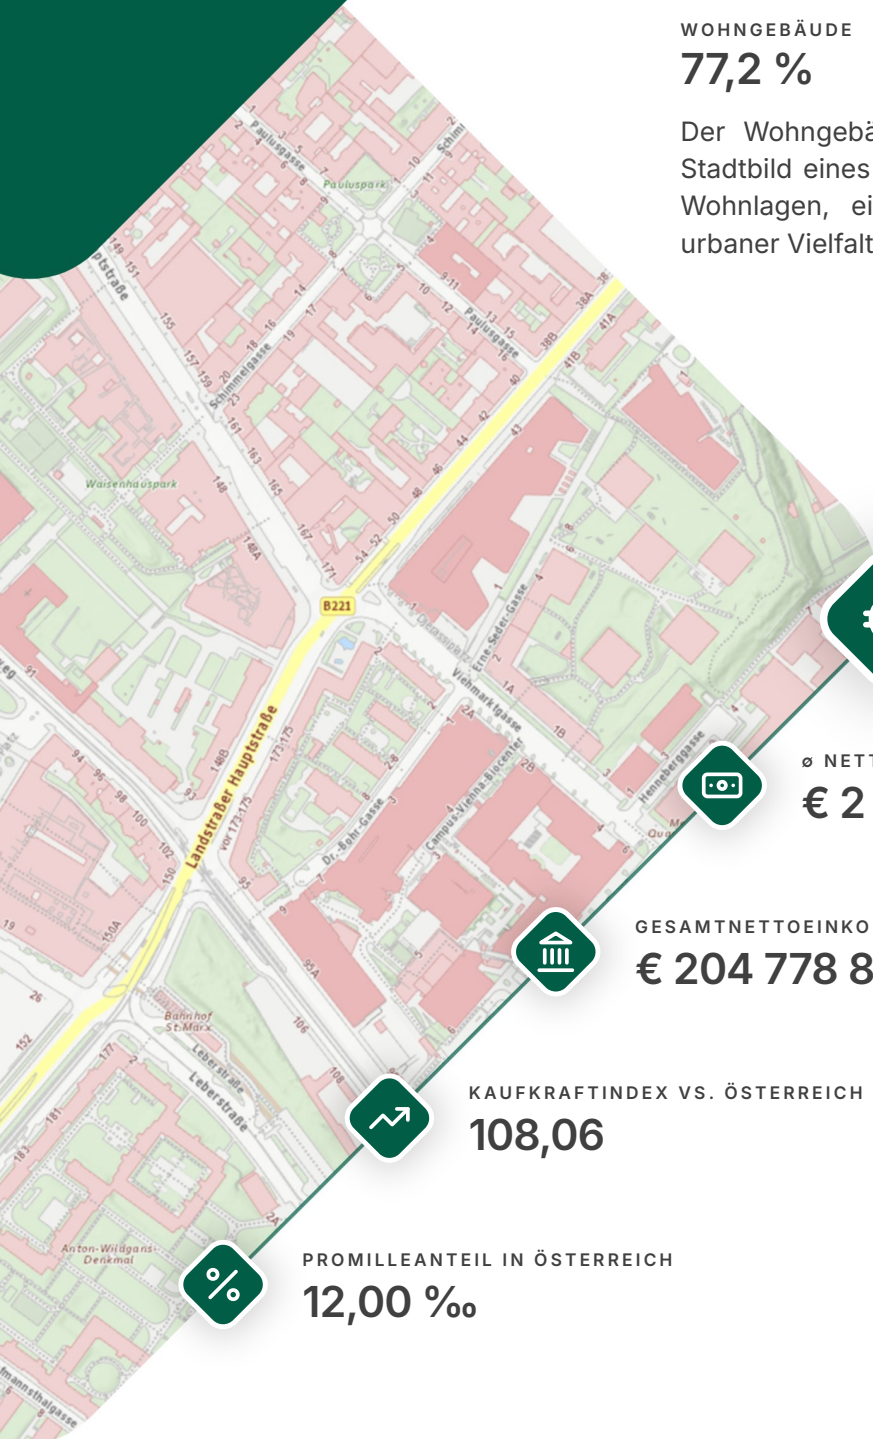 WOHNGEBÄUDE
77,2 %
Der Wohngebä
Stadtbild eines
Wohnlagen, ei
urbaner Vielfalt
Paulusgasse
Pauluspark
Schimmelgasse
Paulusgasse
Waisenhauspark
B221
Erne-Seder-Gasse
Viehmarktgasse
Landstraßer Hauptstraße
Dr.-Bohr-Gasse
Campus-Vienna-Biocenter
Henneberggasse
ø NETT
€ 2
GESAMTNETTOEINKO
€ 204 778 8
Bahnhof
St. Marx
Leberstraße
Leberstraße
KAUFKRAFTINDEX VS. ÖSTERREICH
108,06
Anton-Wildgans-
Denkmal
PROMILLEANTEIL IN ÖSTERREICH
12,00 ‰
fmannsthalgasse